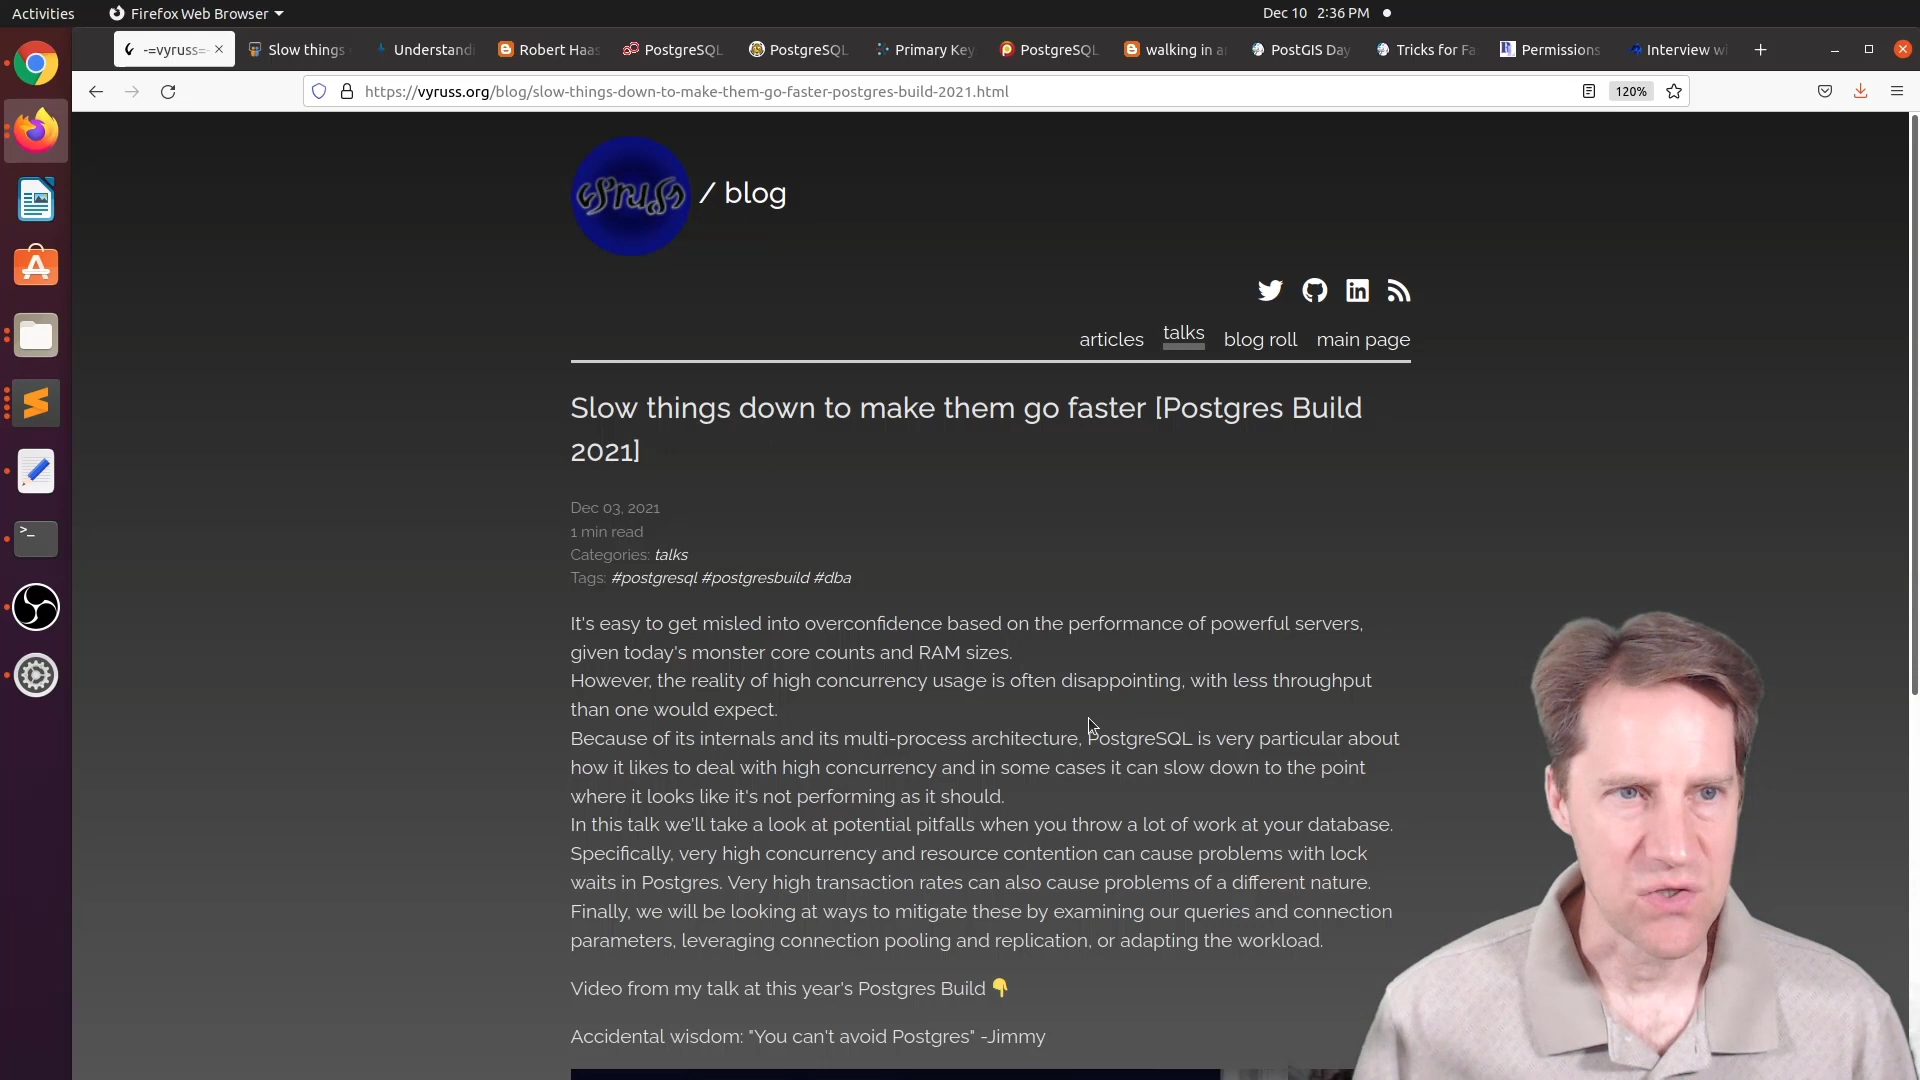 Activities
Firefox Web Browser
Dec 10 2:36 PM
-=vyruss=-
Slow things
Understandi
Robert Haas
PostgreSQL
PostgreSQL
Primary Key
PostgreSQL
walking in a
PostGIS Day
Tricks for Fa
Permissions
Interview wi
https://vyruss.org/blog/slow-things-down-to-make-them-go-faster-postgres-build-2021.html
120%
vyruss
/ blog
articles talks blog roll main page
Slow things down to make them go faster [Postgres Build
2021]
Dec 03, 2021
1 min read
Categories: talks
Tags: #postgresql #postgresbuild #dba
It's easy to get misled into overconfidence based on the performance of powerful servers,
given today's monster core counts and RAM sizes.
However, the reality of high concurrency usage is often disappointing, with less throughput
than one would expect.
Because of its internals and its multi-process architecture, PostgreSQL is very particular about
how it likes to deal with high concurrency and in some cases it can slow down to the point
where it looks like it's not performing as it should.
In this talk we'll take a look at potential pitfalls when you throw a lot of work at your database.
Specifically, very high concurrency and resource contention can cause problems with lock
waits in Postgres. Very high transaction rates can also cause problems of a different nature.
Finally, we will be looking at ways to mitigate these by examining our queries and connection
parameters, leveraging connection pooling and replication, or adapting the workload.
Video from my talk at this year's Postgres Build 👇
Accidental wisdom: "You can't avoid Postgres" -Jimmy